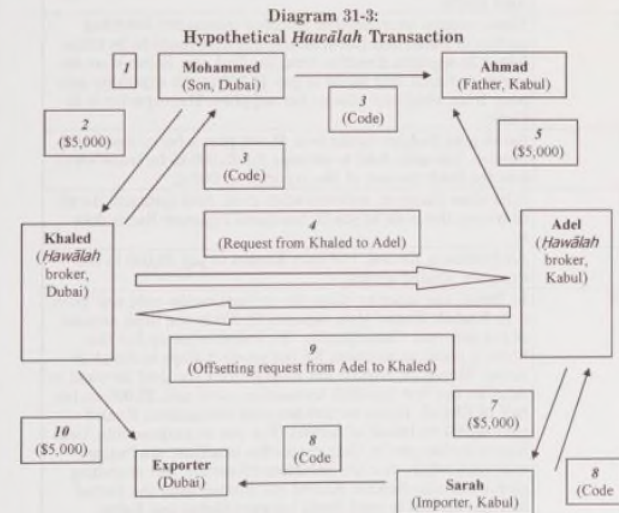 Diagram 31-3:
Hypothetical Ḥawālah Transaction
1
Mohammed
(Son, Dubai)
Ahmad
(Father, Kabul)
2
($5,000)
3
(Code)
3
(Code)
5
($5,000)
Khaled
(Ḥawālah
broker,
Dubai)
4
(Request from Khaled to Adel)
Adel
(Ḥawālah
broker,
Kabul)
9
(Offsetting request from Adel to Khaled)
10
($5,000)
7
($5,000)
Exporter
(Dubai)
8
(Code
Sarah
(Importer, Kabul)
8
(Code